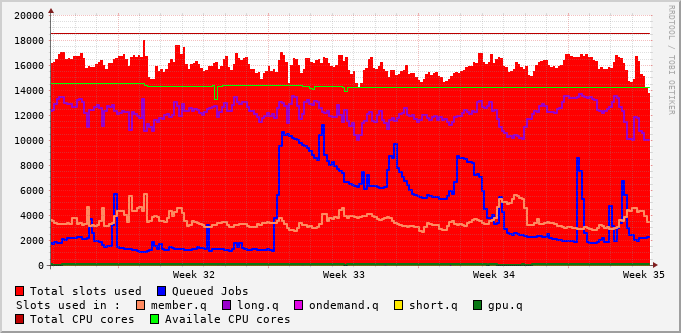 20000
18000
16000
14000
12000
10000
8000
6000
4000
2000
0
Week 32 Week 33 Week 34 Week 35
RRDTOOL / TOBI OETIKER
Total slots used Queued Jobs
Slots used in : member.q long.q ondemand.q short.q gpu.q
Total CPU cores Availale CPU cores